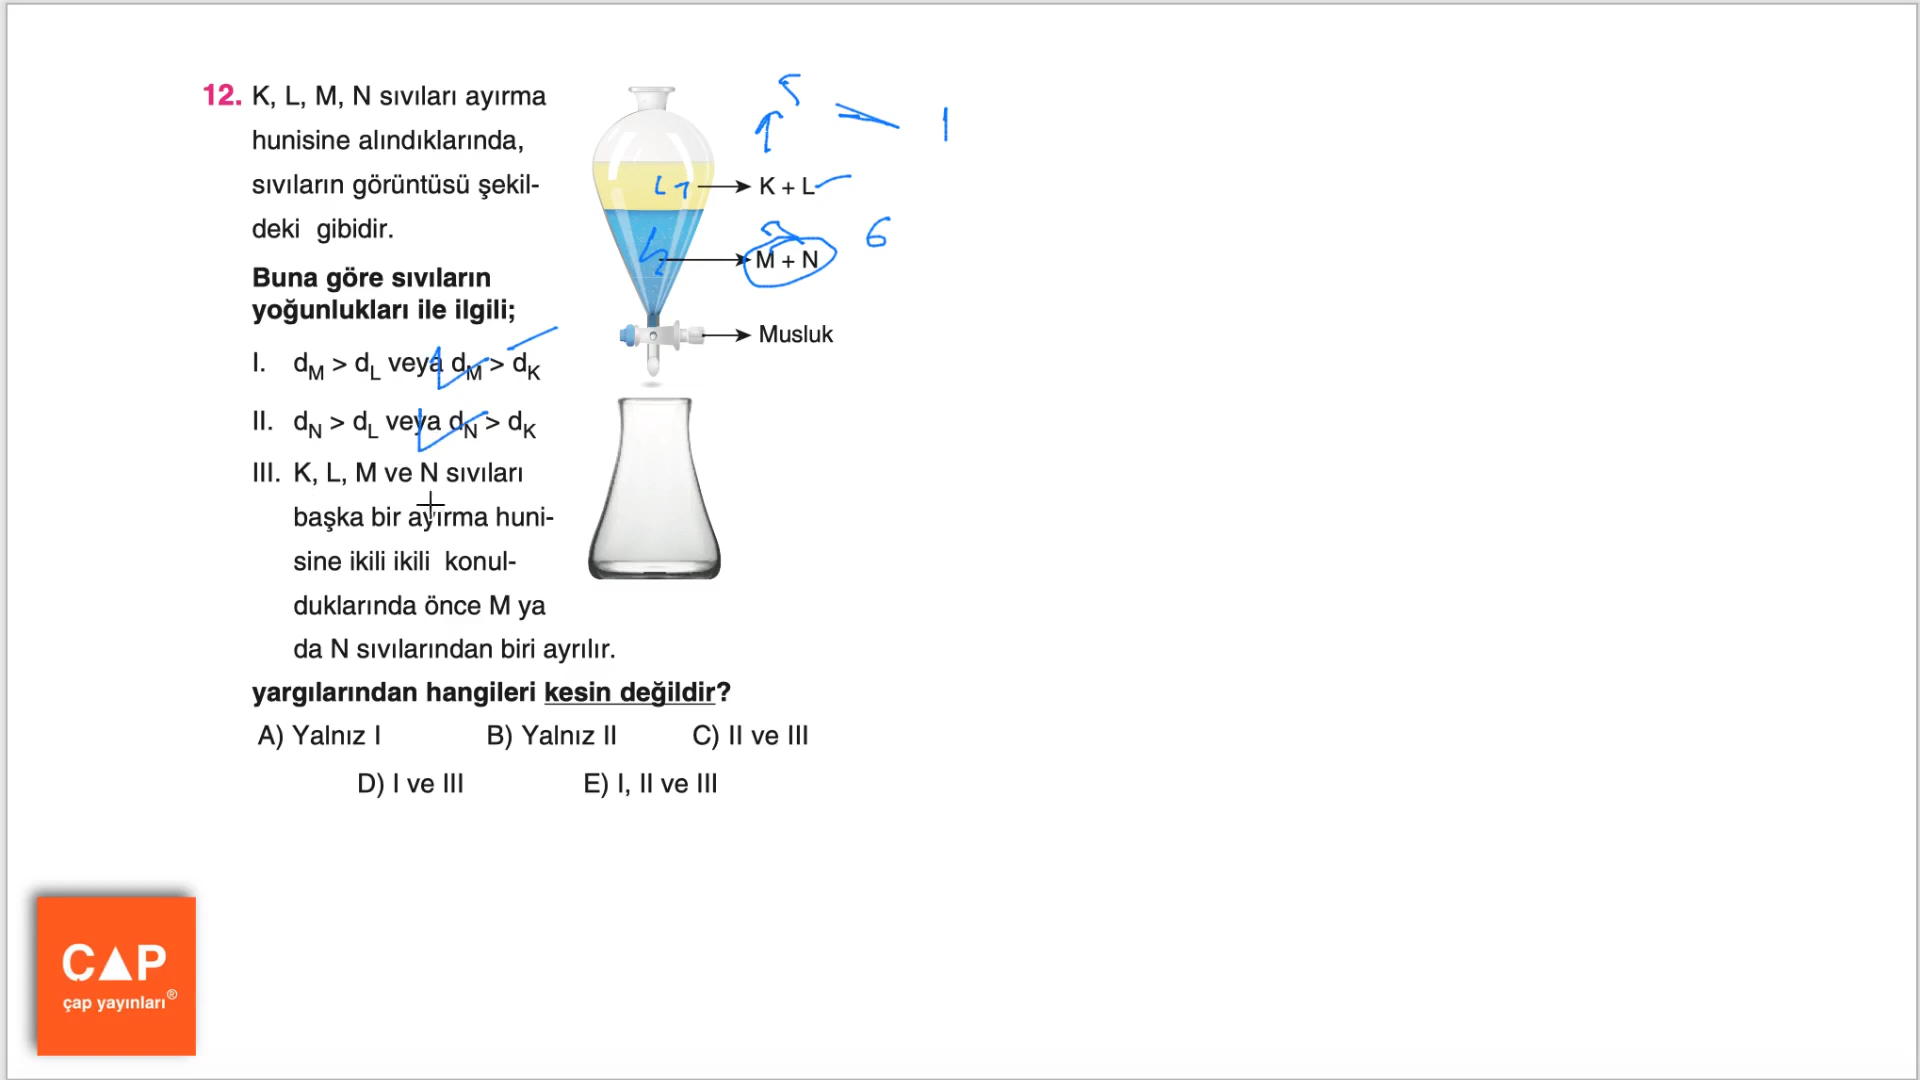 12. K, L, M, N sıvıları ayırma
hunisine alındıklarında,
sıvıların görüntüsü şekil-
deki gibidir.
K + L
M + N
Musluk
6
1
Buna göre sıvıların
yoğunlukları ile ilgili;
I. dM > dL veya dM > dK
II. dN > dL veya dN > dK
III. K, L, M ve N sıvıları
başka bir ayırma huni-
sine ikili ikili konul-
duklarında önce M ya
da N sıvılarından biri ayrılır.
yargılarından hangileri kesin değildir?
A) Yalnız I B) Yalnız II C) II ve III
D) I ve III E) I, II ve III
ÇAP
çap yayınları®